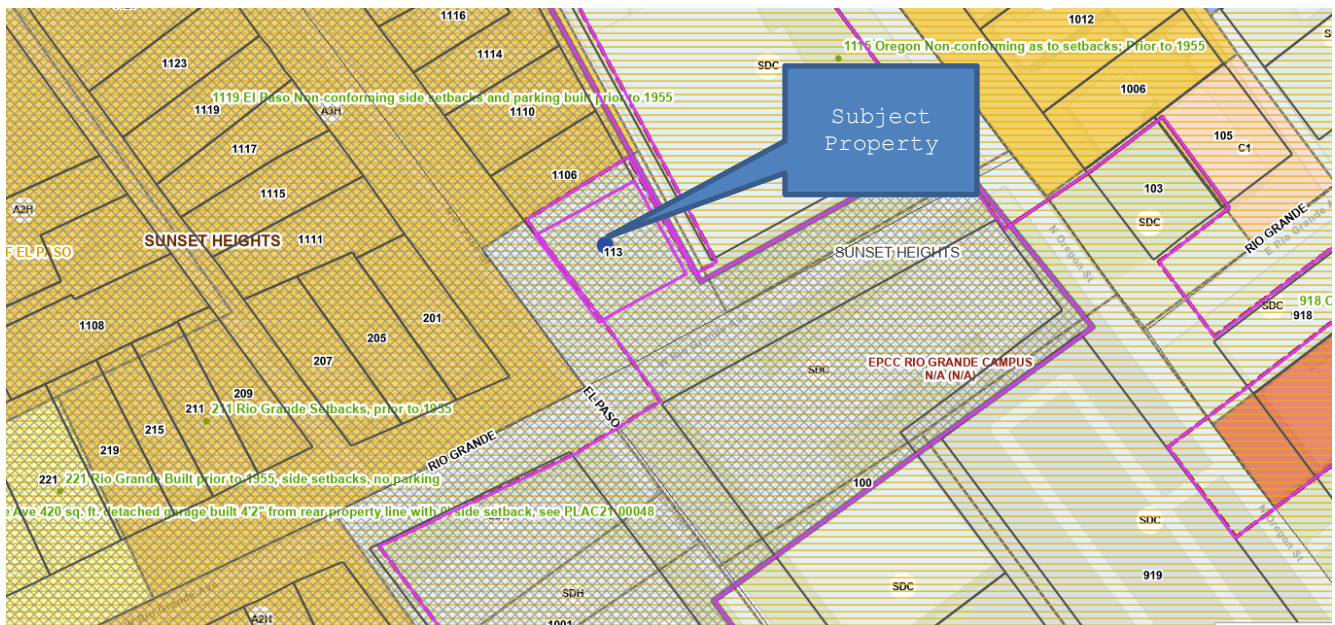 1116
1012
SDC
1115 Oregon Non-conforming as to setbacks; Prior to 1955
1114
1123
1006
1119 El Paso Non-conforming side setbacks and parking built prior to 1955
1119
A3H
1110
Subject
Property
105
C1
1117
1106
103
1115
A2H
SDC
RIO GRANDE
SUNSET HEIGHTS
1111
113
SUNSET HEIGHTS
N Oregon St
F EL PASO
1108
201
205
207
SDC
918
EPCC RIO GRANDE CAMPUS
N/A (N/A)
SDC
209
211
211 Rio Grande Setbacks, prior to 1955
EL PASO
215
219
RIO GRANDE
221
221 Rio Grande Built prior to 1955, side setbacks, no parking
100
e Ave 420 sq. ft. detached garage built 4'2" from rear property line with 0' side setback, see PLAC21-00048
SDC
N Oregon St
919
SDH
SDC
A2H
1001